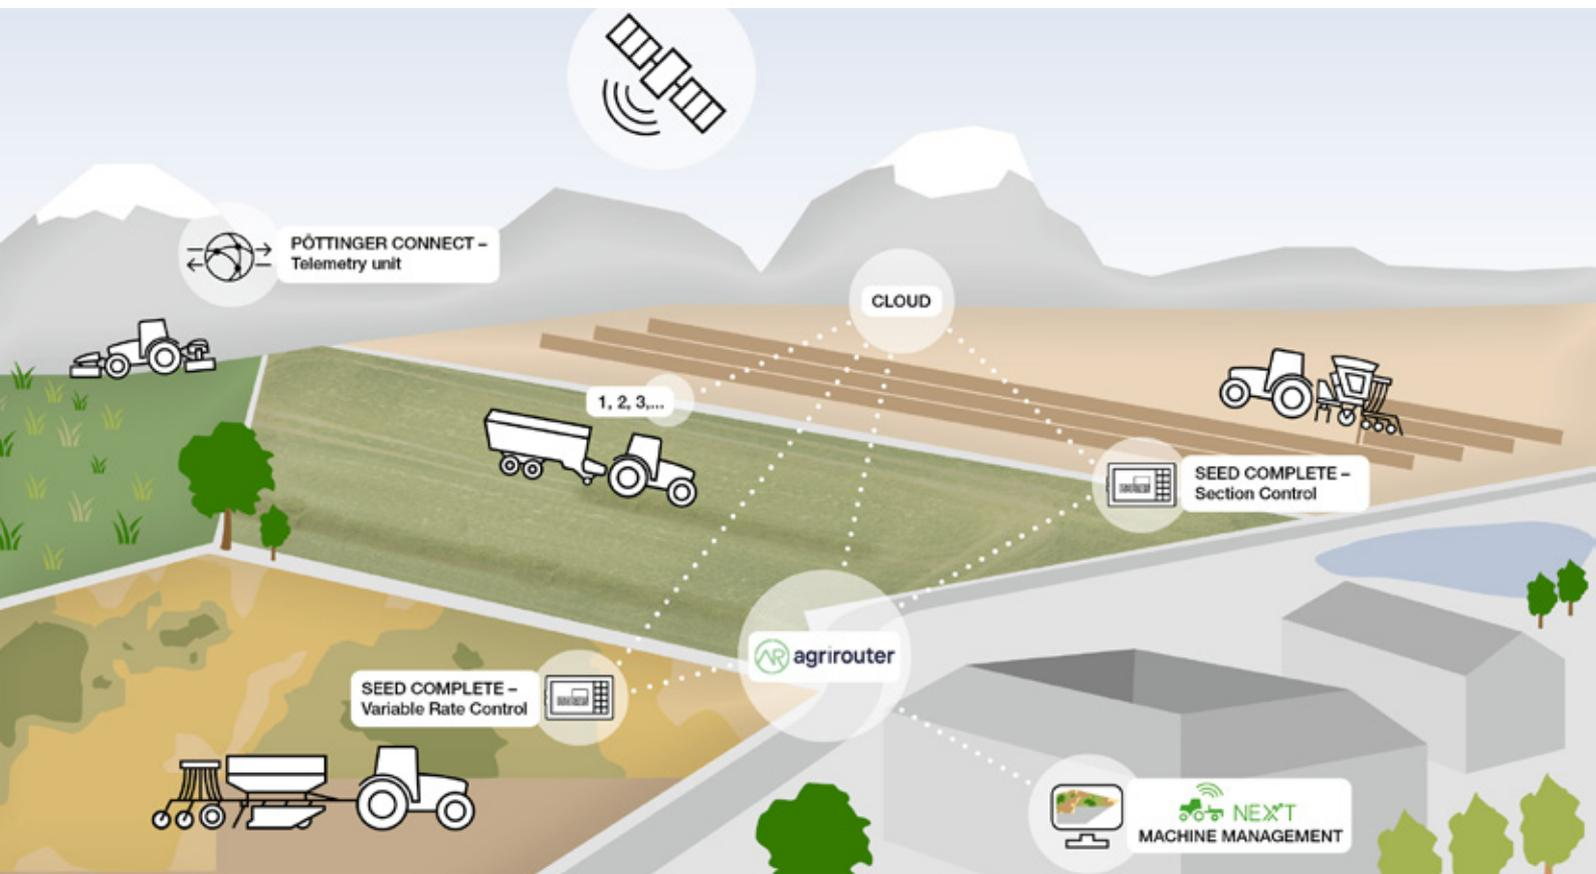 PÖTTINGER CONNECT –
Telemetry unit
CLOUD
1, 2, 3,...
SEED COMPLETE –
Section Control
AR agrirouter
SEED COMPLETE –
Variable Rate Control
NEXT
MACHINE MANAGEMENT